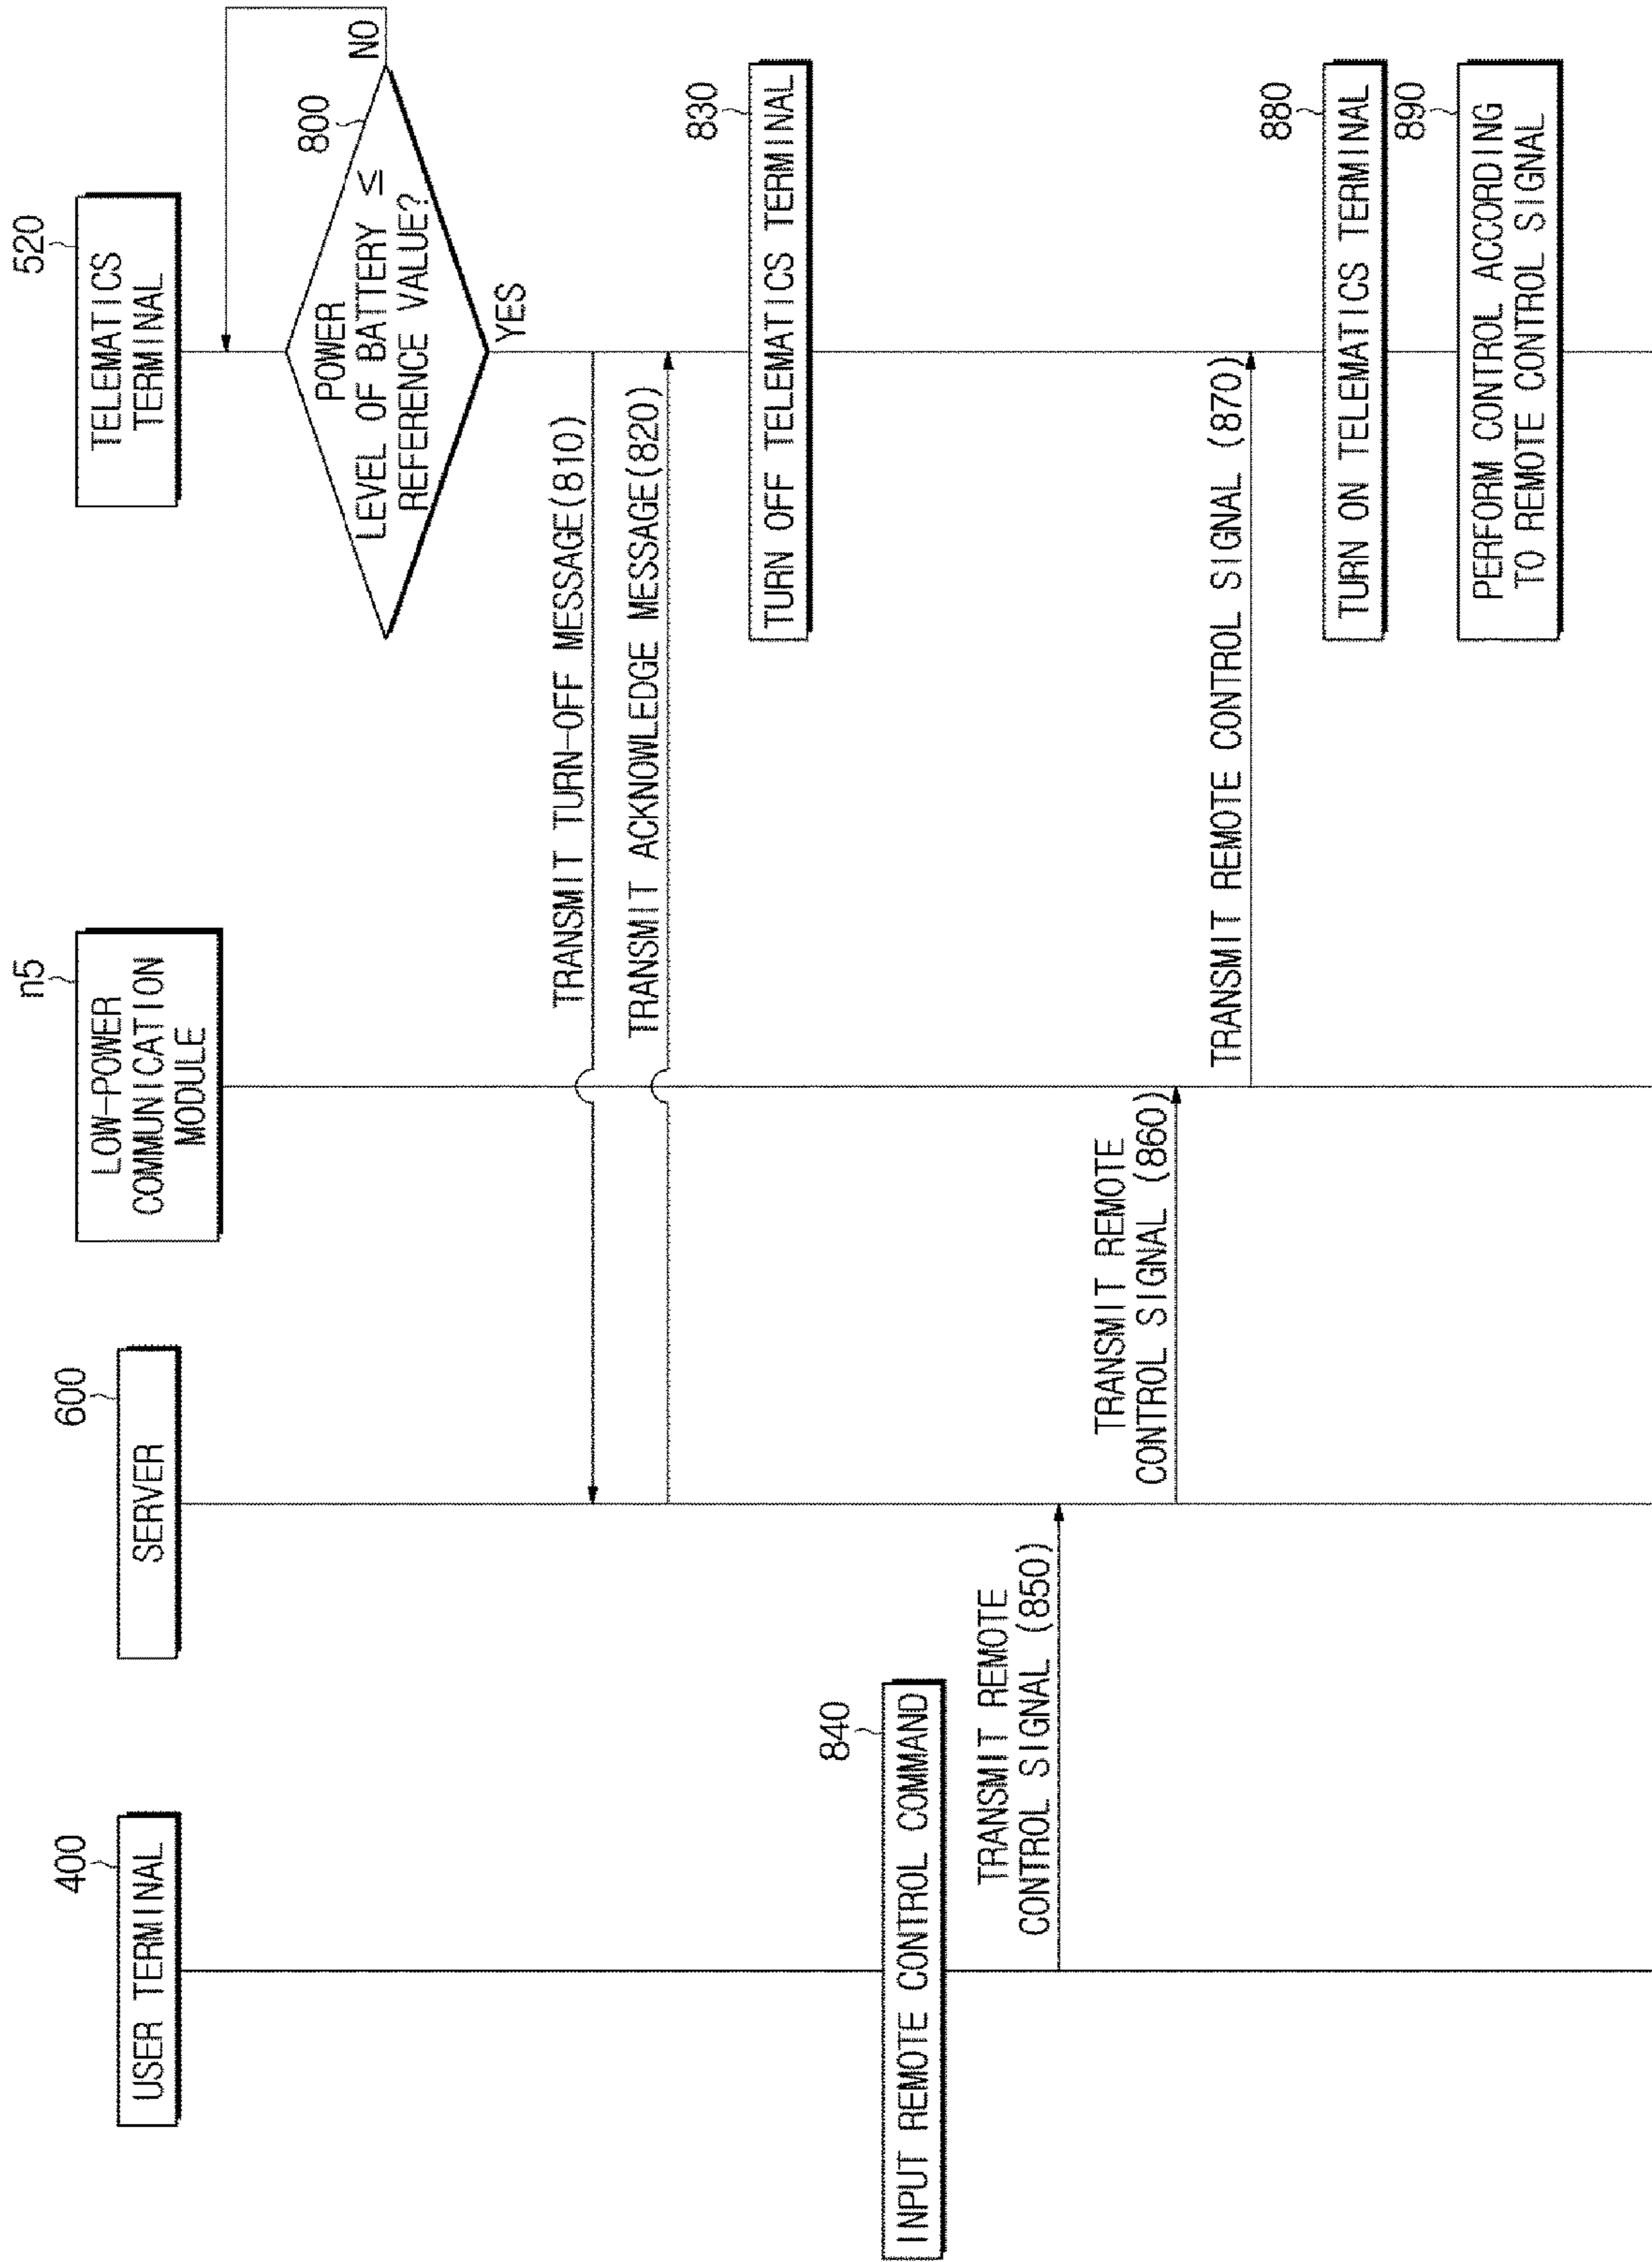 400
USER TERMINAL
600
SERVER
n5
LOW-POWER
COMMUNICATION
MODULE
520
TELEMATICS
TERMINAL
800
NO
POWER
LEVEL OF BATTERY ≤
REFERENCE VALUE?
YES
TRANSMIT TURN-OFF MESSAGE(810)
TRANSMIT ACKNOWLEDGE MESSAGE(820)
830
TURN OFF TELEMATICS TERMINAL
840
INPUT REMOTE CONTROL COMMAND
TRANSMIT REMOTE
CONTROL SIGNAL (850)
TRANSMIT REMOTE
CONTROL SIGNAL (860)
TRANSMIT REMOTE CONTROL SIGNAL (870)
880
TURN ON TELEMATICS TERMINAL
890
PERFORM CONTROL ACCORDING
TO REMOTE CONTROL SIGNAL